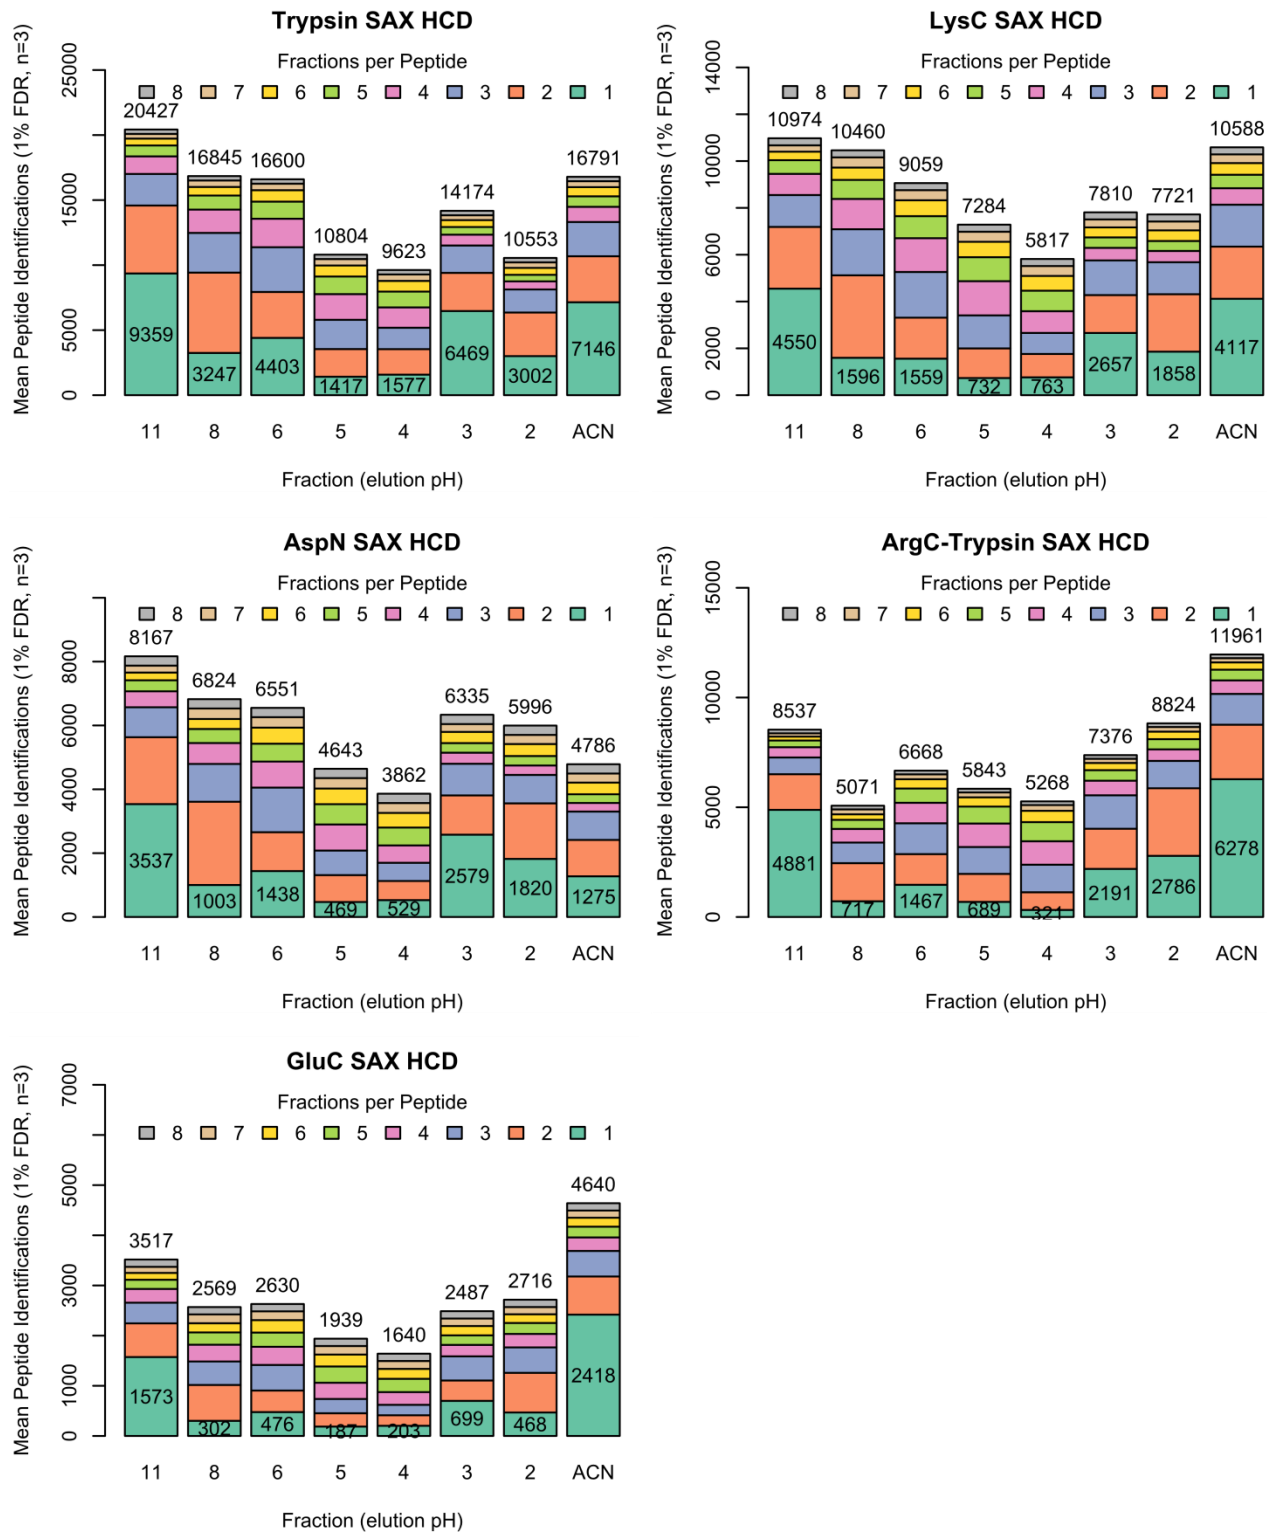 Trypsin SAX HCD
Mean Peptide Identifications (1% FDR, n=3)
Fractions per Peptide
8 7 6 5 4 3 2 1
25000
15000
5000
0
20427 16845 16600 10804 9623 14174 10553 16791
9359 3247 4403 1417 1577 6469 3002 7146
11 8 6 5 4 3 2 ACN
Fraction (elution pH)
LysC SAX HCD
Mean Peptide Identifications (1% FDR, n=3)
Fractions per Peptide
8 7 6 5 4 3 2 1
14000
10000
6000
2000
0
10974 10460 9059 7284 5817 7810 7721 10588
4550 1596 1559 732 763 2657 1858 4117
11 8 6 5 4 3 2 ACN
Fraction (elution pH)
AspN SAX HCD
Mean Peptide Identifications (1% FDR, n=3)
Fractions per Peptide
8 7 6 5 4 3 2 1
8000
6000
4000
2000
0
8167 6824 6551 4643 3862 6335 5996 4786
3537 1003 1438 469 529 2579 1820 1275
11 8 6 5 4 3 2 ACN
Fraction (elution pH)
ArgC-Trypsin SAX HCD
Mean Peptide Identifications (1% FDR, n=3)
Fractions per Peptide
8 7 6 5 4 3 2 1
15000
10000
5000
0
8537 5071 6668 5843 5268 7376 8824 11961
4881 717 1467 689 321 2191 2786 6278
11 8 6 5 4 3 2 ACN
Fraction (elution pH)
GluC SAX HCD
Mean Peptide Identifications (1% FDR, n=3)
Fractions per Peptide
8 7 6 5 4 3 2 1
7000
5000
3000
1000
0
3517 2569 2630 1939 1640 2487 2716 4640
1573 302 476 187 203 699 468 2418
11 8 6 5 4 3 2 ACN
Fraction (elution pH)